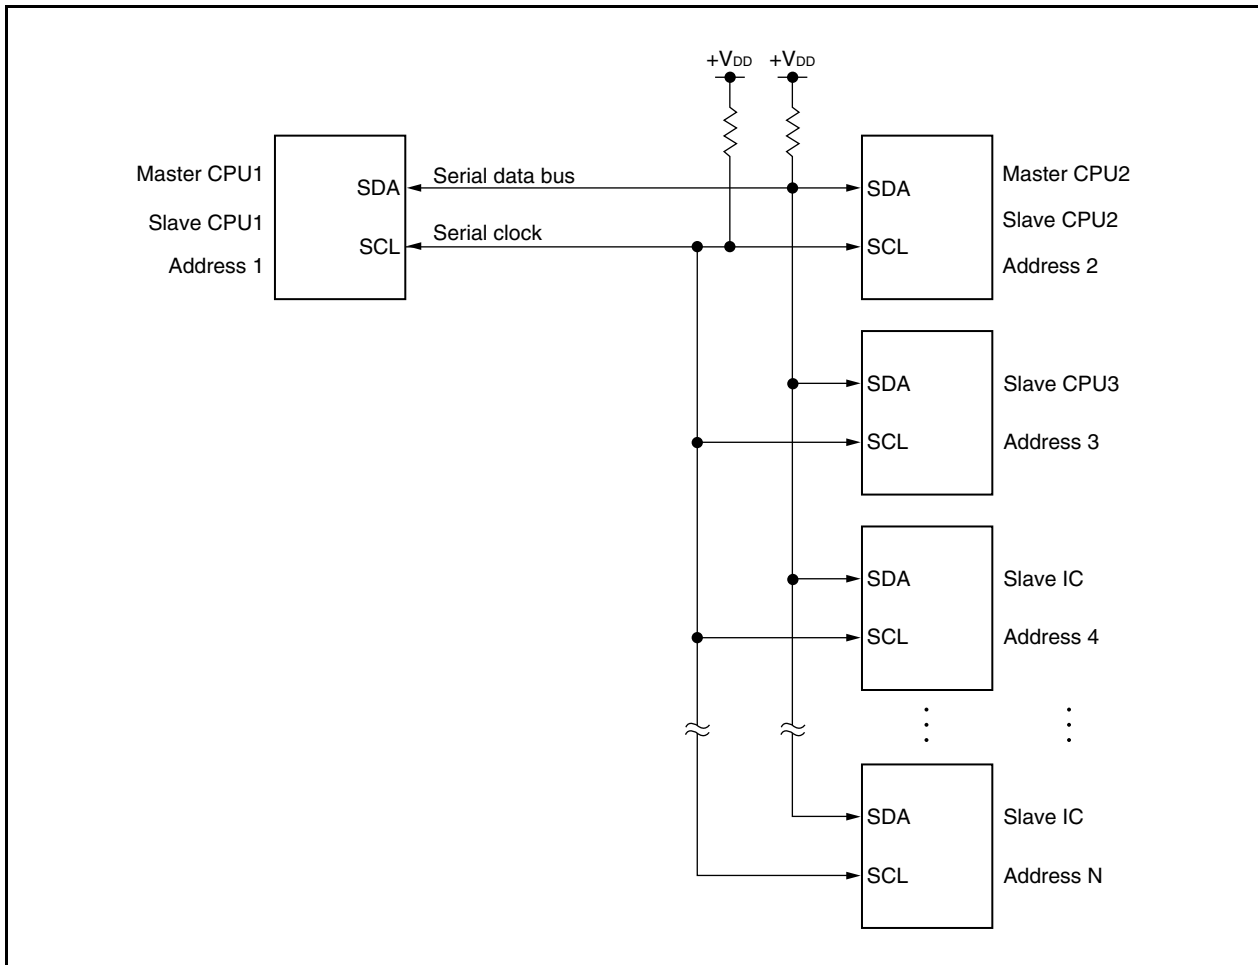 +VDD +VDD
Master CPU1
Slave CPU1
Address 1
SDA
SCL
Serial data bus
Serial clock
SDA
SCL
Master CPU2
Slave CPU2
Address 2
SDA
SCL
Slave CPU3
Address 3
SDA
SCL
Slave IC
Address 4
SDA
SCL
Slave IC
Address N